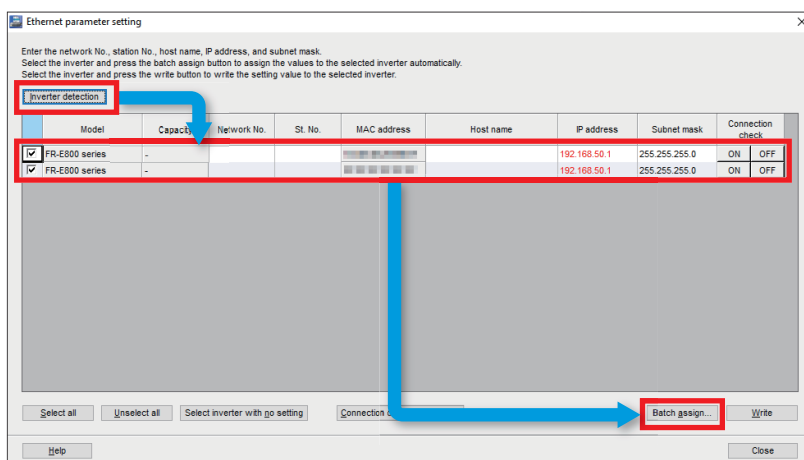 Ethernet parameter setting
Enter the network No., station No., host name, IP address, and subnet mask.
Select the inverter and press the batch assign button to assign the values to the selected inverter automatically.
Select the inverter and press the write button to write the setting value to the selected inverter.
Inverter detection
Model Capacity Network No. St. No. MAC address Host name IP address Subnet mask Connection check
FR-E800 series - 192.168.50.1 255.255.255.0 ON OFF
FR-E800 series - 192.168.50.1 255.255.255.0 ON OFF
Select all Unselect all Select inverter with no setting Connection Batch assign... Write
Help Close